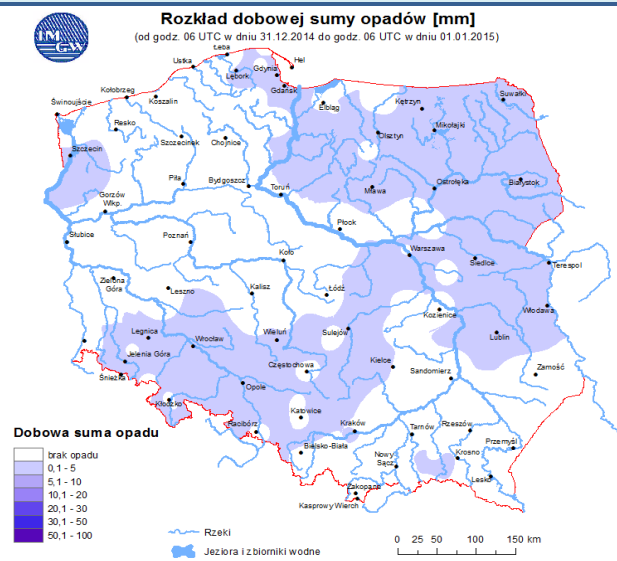 Rozkład dobowej sumy opadów [mm]
(od godz. 06 UTC w dniu 31.12.2014 do godz. 06 UTC w dniu 01.01.2015)
IM
GW
Łeba
Ustka
Hel
Lębork
Gdynia
Gdańsk
Kołobrzeg
Koszalin
Świnoujście
Elbląg
Kętrzyn
Suwałki
Resko
Szczecinek
Chojnice
Olsztyn
Mikołajki
Szczecin
Piła
Bydgoszcz
Toruń
Mława
Ostrołęka
Białystok
Gorzów
Wlkp.
Płock
Słubice
Poznań
Koło
Warszawa
Siedlce
Terespol
Zielona
Góra
Leszno
Kalisz
Łódź
Kozienice
Włodawa
Legnica
Wrocław
Wieluń
Sulejów
Lublin
Jelenia Góra
Śnieżka
Częstochowa
Kielce
Sandomierz
Zamość
Opole
Kłodzko
Katowice
Racibórz
Kraków
Tarnów
Rzeszów
Przemyśl
Bielsko-Biała
Nowy
Sącz
Krosno
Lesko
Zakopane
Kasprowy Wierch
Dobowa suma opadu
brak opadu
0,1 - 5
5,1 - 10
10,1 - 20
20,1 - 30
30,1 - 50
50,1 - 100
Rzeki
Jeziora i zbiorniki wodne
0 25 50 100 150 km